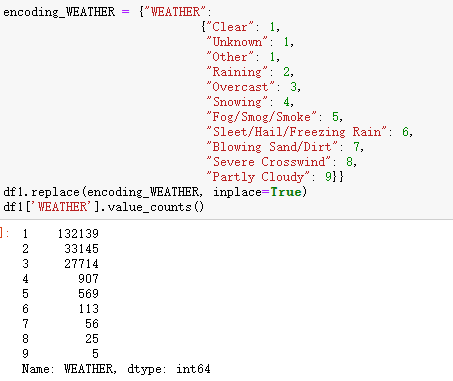 encoding_WEATHER = {"WEATHER":
{"Clear": 1,
"Unknown": 1,
"Other": 1,
"Raining": 2,
"Overcast": 3,
"Snowing": 4,
"Fog/Smog/Smoke": 5,
"Sleet/Hail/Freezing Rain": 6,
"Blowing Sand/Dirt": 7,
"Severe Crosswind": 8,
"Partly Cloudy": 9}}
df1.replace(encoding_WEATHER, inplace=True)
df1['WEATHER'].value_counts()
]: 1 132139
2 33145
3 27714
4 907
5 569
6 113
7 56
8 25
9 5
Name: WEATHER, dtype: int64